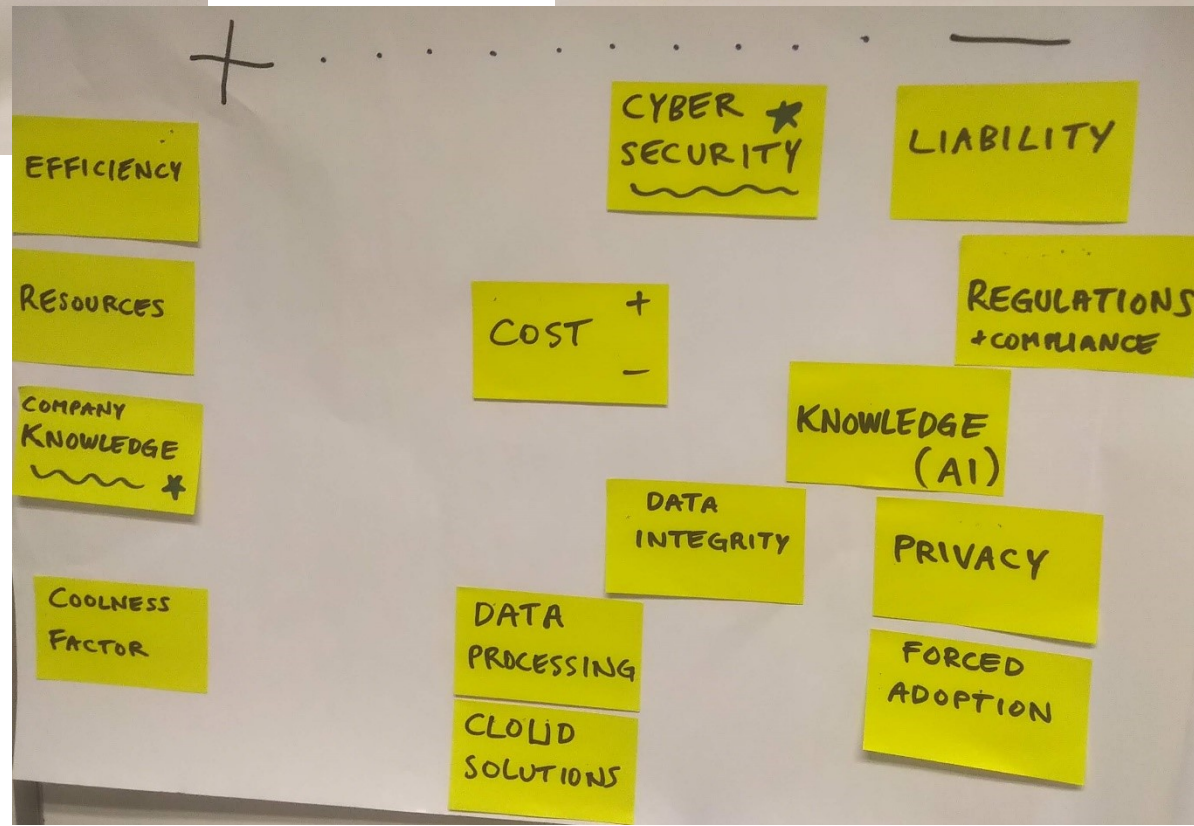 + . . . . . . . . . . —
EFFICIENCY
RESOURCES
COMPANY
KNOWLEDGE
COOLNESS
FACTOR
COST +
−
DATA
PROCESSING
CLOUD
SOLUTIONS
CYBER
SECURITY
DATA
INTEGRITY
LIABILITY
REGULATIONS
+COMPLIANCE
KNOWLEDGE
(AI)
PRIVACY
FORCED
ADOPTION